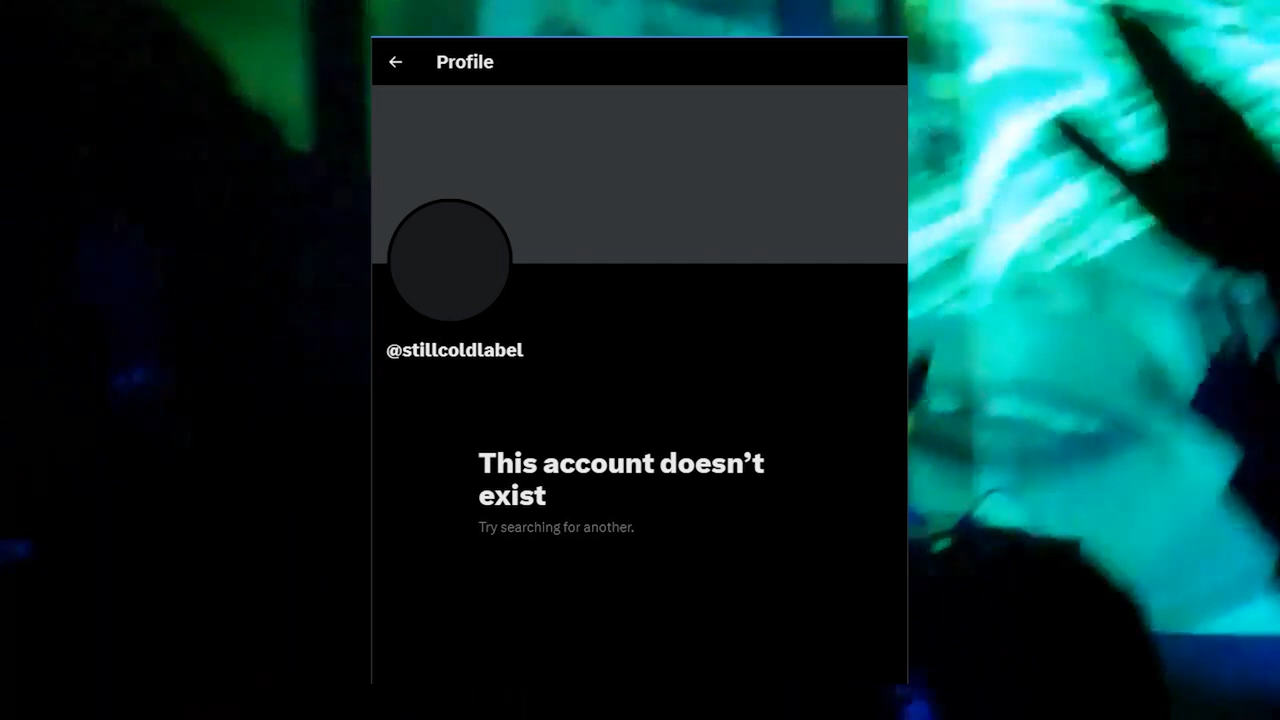 Profile
@stillcoldlabel
This account doesn’t
exist
Try searching for another.